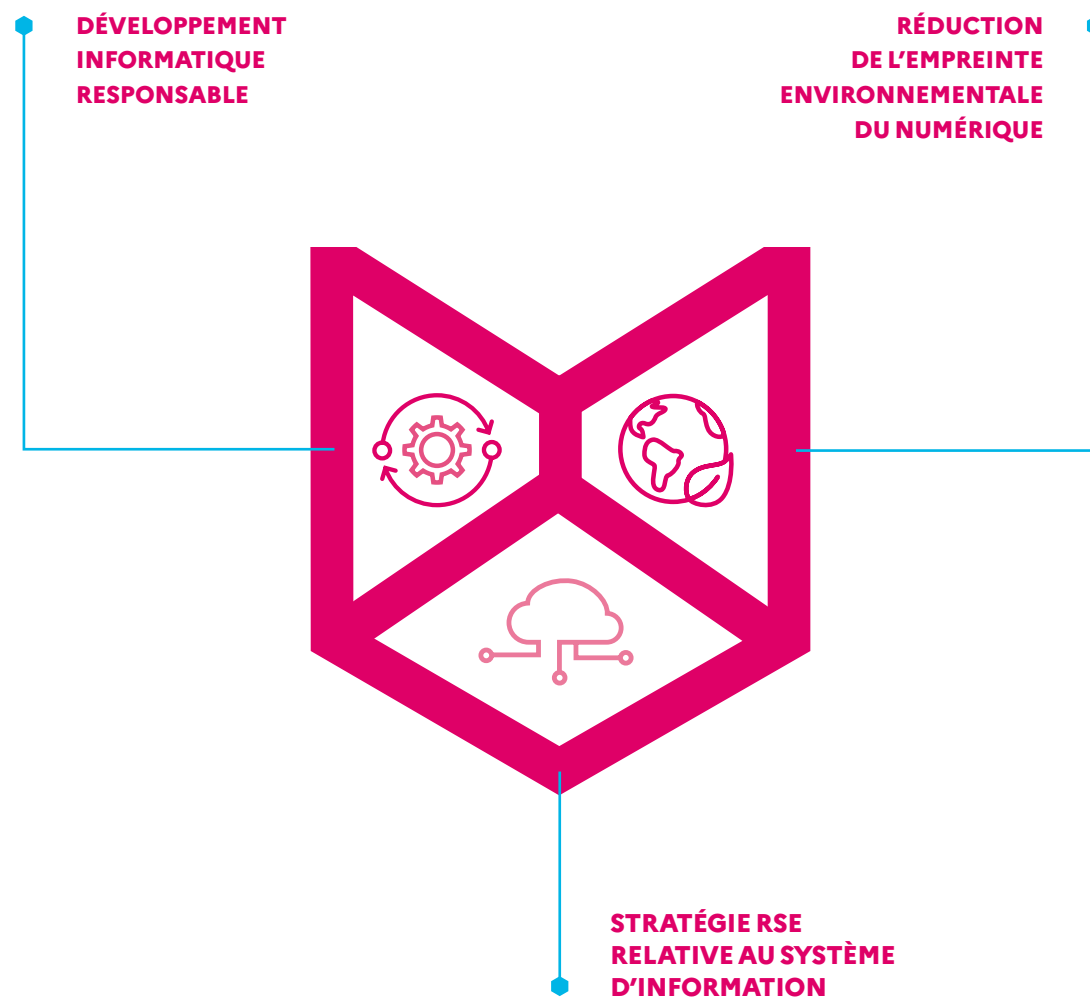 DÉVELOPPEMENT
INFORMATIQUE
RESPONSABLE
RÉDUCTION
DE L’EMPREINTE
ENVIRONNEMENTALE
DU NUMÉRIQUE
STRATÉGIE RSE
RELATIVE AU SYSTÈME
D’INFORMATION